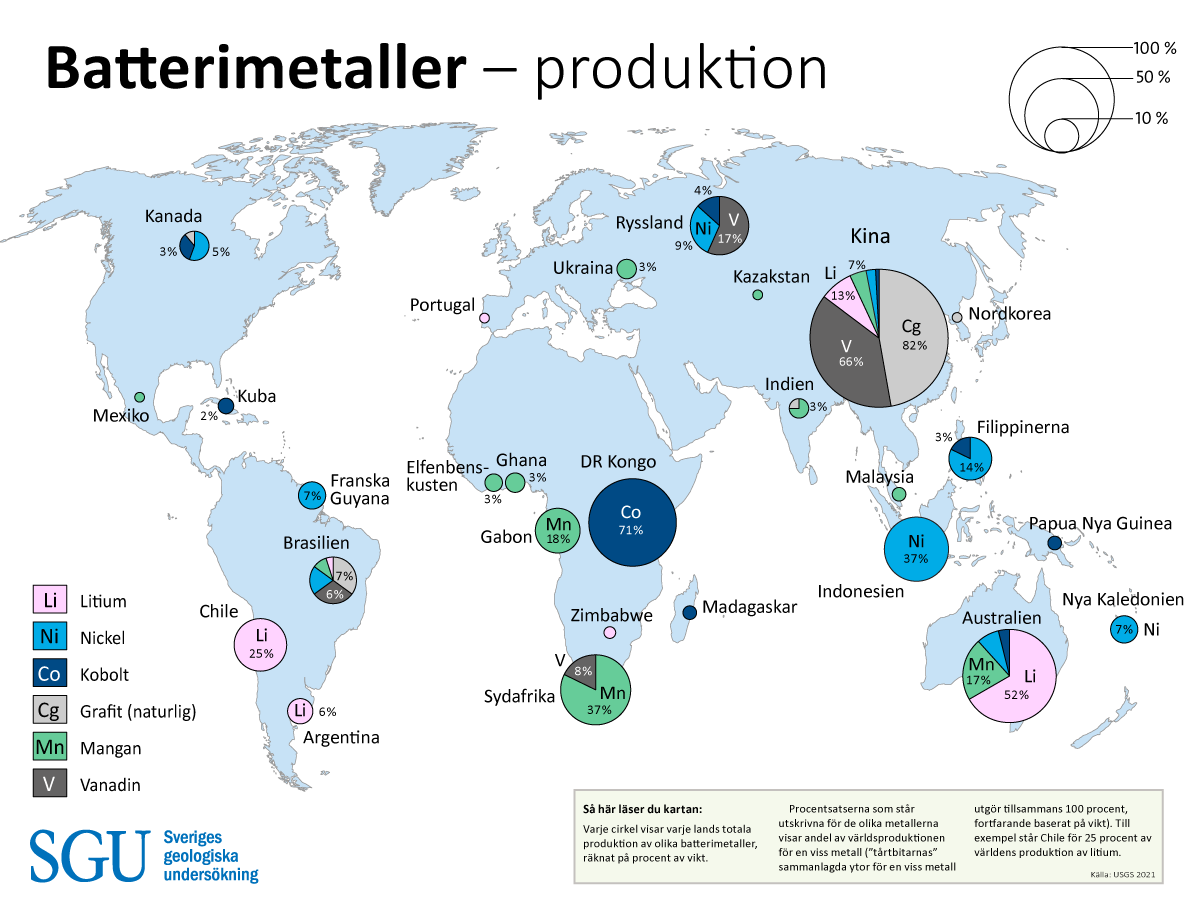 Batterimetaller – produktion
100 %
50 %
10 %
Kanada
3%
5%
Mexiko
Kuba
2%
Franska
Guyana
7%
Brasilien
7%
6%
Chile
Li
25%
Li
6%
Argentina
Portugal
Ukraina
3%
Ryssland
4%
Ni
9%
V
17%
Kazakstan
Kina
Li
13%
7%
V
66%
Cg
82%
Nordkorea
Indien
3%
Filippinerna
3%
14%
Malaysia
Ni
37%
Indonesien
Papua Nya Guinea
Nya Kaledonien
7%
Ni
Australien
Mn
17%
Li
52%
Elfenbens-
kusten
3%
Ghana
3%
Gabon
Mn
18%
DR Kongo
Co
71%
Madagaskar
Zimbabwe
V
8%
Sydafrika
Mn
37%
Li Litium
Ni Nickel
Co Kobolt
Cg Grafit (naturlig)
Mn Mangan
V Vanadin
SGU
Sveriges
geologiska
undersökning
Så här läser du kartan:
Varje cirkel visar varje lands totala
produktion av olika batterimetaller,
räknat på procent av vikt.
Procentsatserna som står
utskrivna för de olika metallerna
visar andel av världsproduktionen
för en viss metall (”tårtbitarnas”
sammanlagda ytor för en viss metall
utgör tillsammans 100 procent,
fortfarande baserat på vikt). Till
exempel står Chile för 25 procent av
världens produktion av litium.
Källa: USGS 2021